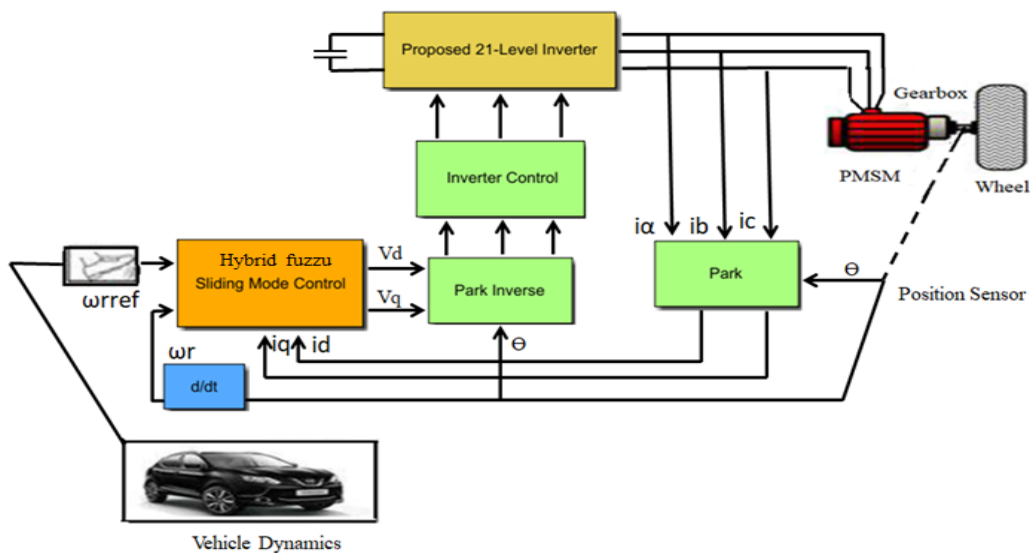 Proposed 21-Level Inverter
Gearbox
PMSM
Wheel
Inverter Control
iα ib ic
Hybrid fuzzu
Sliding Mode Control
Vd
Vq
Park Inverse
Park
ɵ
Position Sensor
ωrref
ωr
iq id
ɵ
d/dt
Vehicle Dynamics